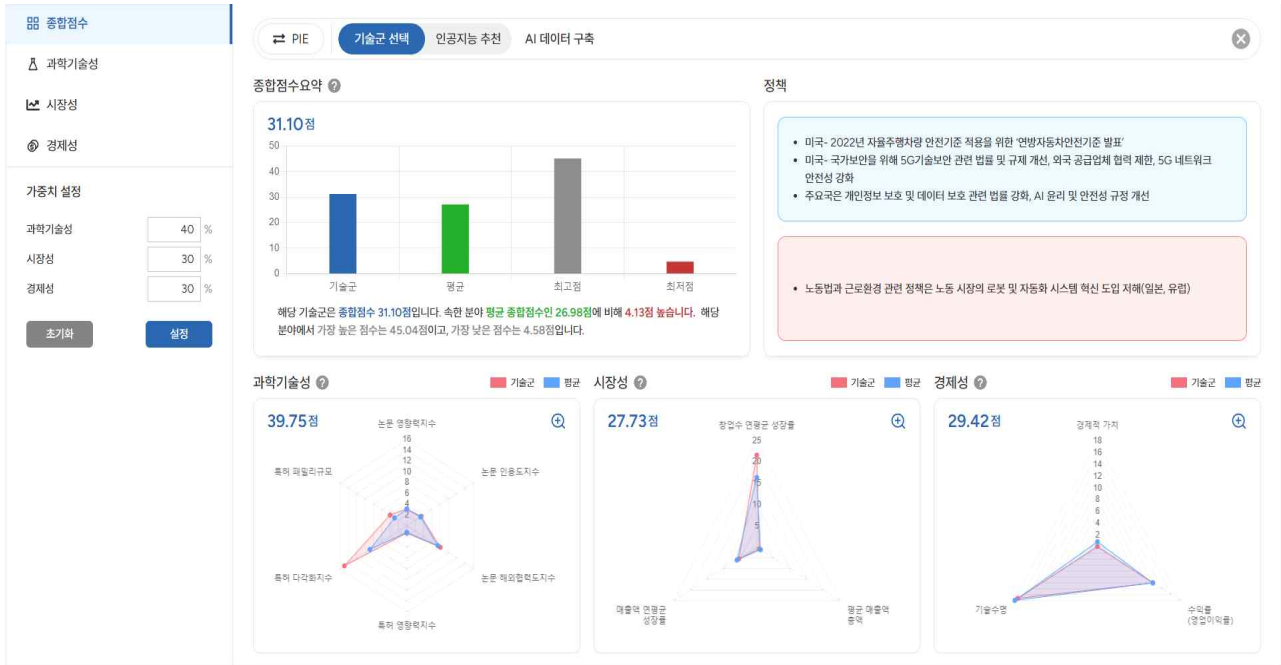 종합점수
과학기술성
시장성
경제성
가중치 설정
과학기술성 40 %
시장성 30 %
경제성 30 %
초기화 설정
PIE 기술군 선택 인공지능 추천 AI 데이터 구축
종합점수요약
31.10점
50
40
30
20
10
0
기술군 평균 최고점 최저점
해당 기술군은 종합점수 31.10점입니다. 속한 분야 평균 종합점수인 26.98점에 비해 4.13점 높습니다. 해당
분야에서 가장 높은 점수는 45.04점이고, 가장 낮은 점수는 4.58점입니다.
정책
• 미국- 2022년 자율주행차량 안전기준 적용을 위한 '연방자동차안전기준 발표'
• 미국- 국가보안을 위해 5G기술보안 관련 법률 및 규제 개선, 외국 공급업체 협력 제한, 5G 네트워크
안전성 강화
• 주요국은 개인정보 보호 및 데이터 보호 관련 법률 강화, AI 윤리 및 안전성 규정 개선
• 노동법과 근로환경 관련 정책은 노동 시장의 로봇 및 자동화 시스템 혁신 도입 저해(일본, 유럽)
과학기술성 기술군 평균
39.75점
논문 영향력지수
16
14
12
10
8
6
4
2
특허 패밀리규모 논문 인용도지수
특허 다각화지수 논문 해외협력도지수
특허 영향력지수
시장성 기술군 평균
27.73점
창업수 연평균 성장률
25
20
15
10
5
매출액 연평균
성장률
평균 매출액
총액
경제성 기술군 평균
29.42점
경제적 가치
18
16
14
12
10
8
6
4
2
기술수명 수익률
(영업이익률)